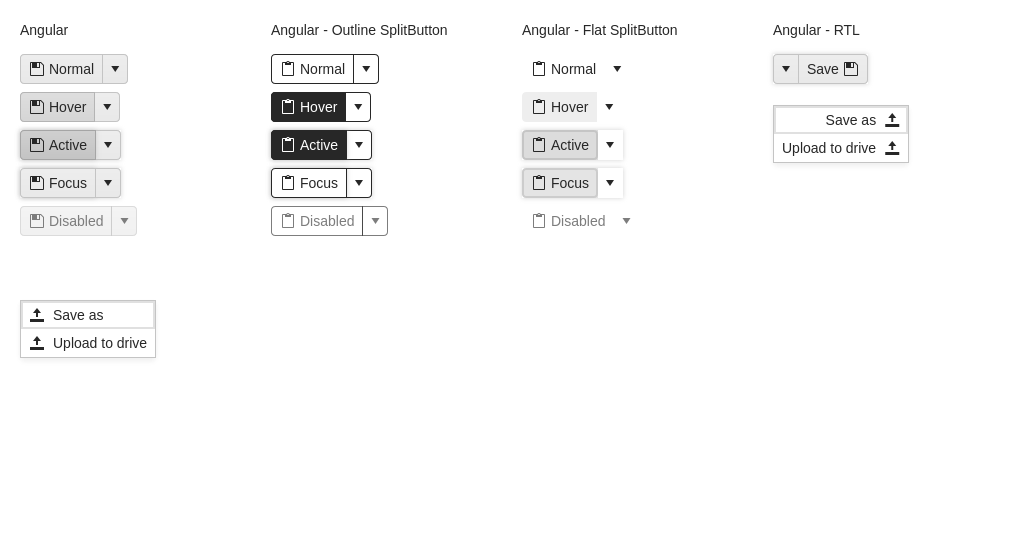 Angular
Normal
Hover
Active
Focus
Disabled
Save as
Upload to drive
Angular - Outline SplitButton
Normal
Hover
Active
Focus
Disabled
Angular - Flat SplitButton
Normal
Hover
Active
Focus
Disabled
Angular - RTL
Save
Save as
Upload to drive